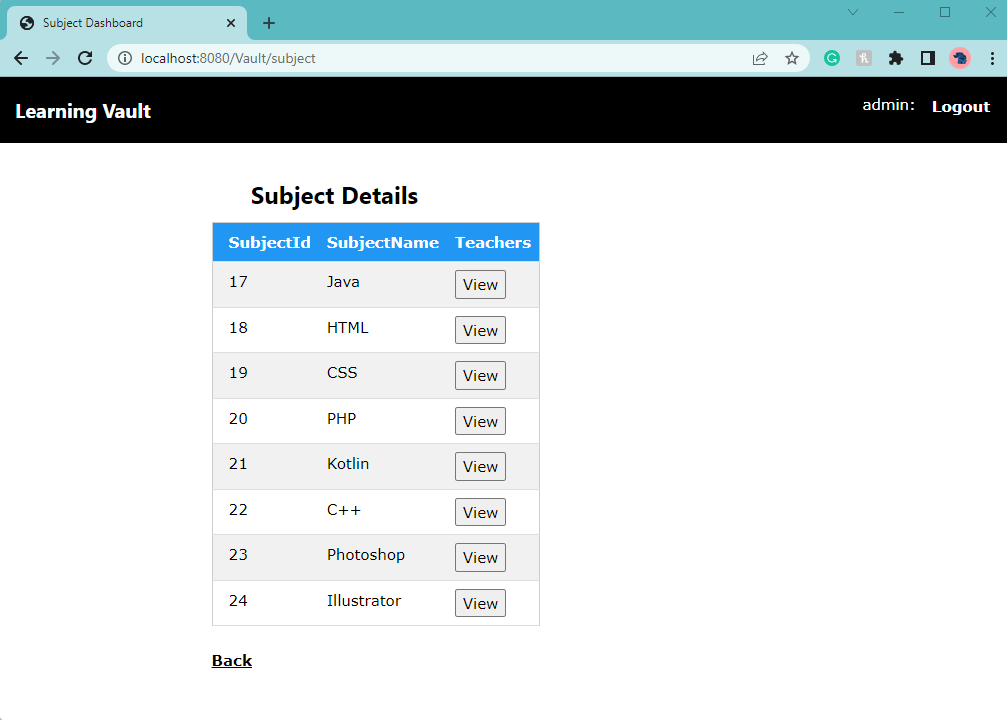 Subject Dashboard
localhost:8080/Vault/subject
Learning Vault
admin: Logout
Subject Details
SubjectId SubjectName Teachers
17 Java View
18 HTML View
19 CSS View
20 PHP View
21 Kotlin View
22 C++ View
23 Photoshop View
24 Illustrator View
Back